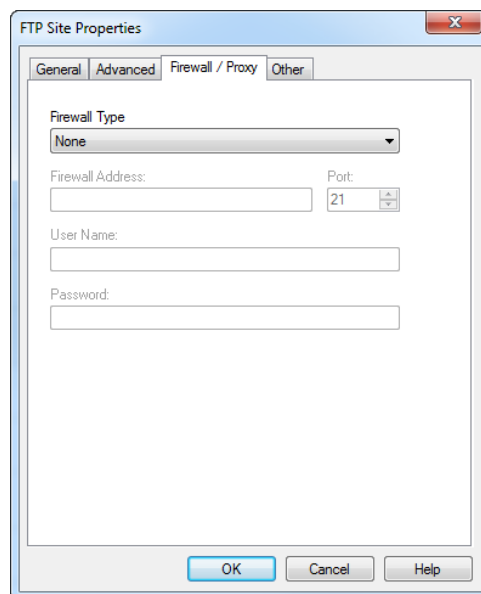 FTP Site Properties
General Advanced Firewall / Proxy Other
Firewall Type
None
Firewall Address: Port:
21
User Name:
Password:
OK Cancel Help